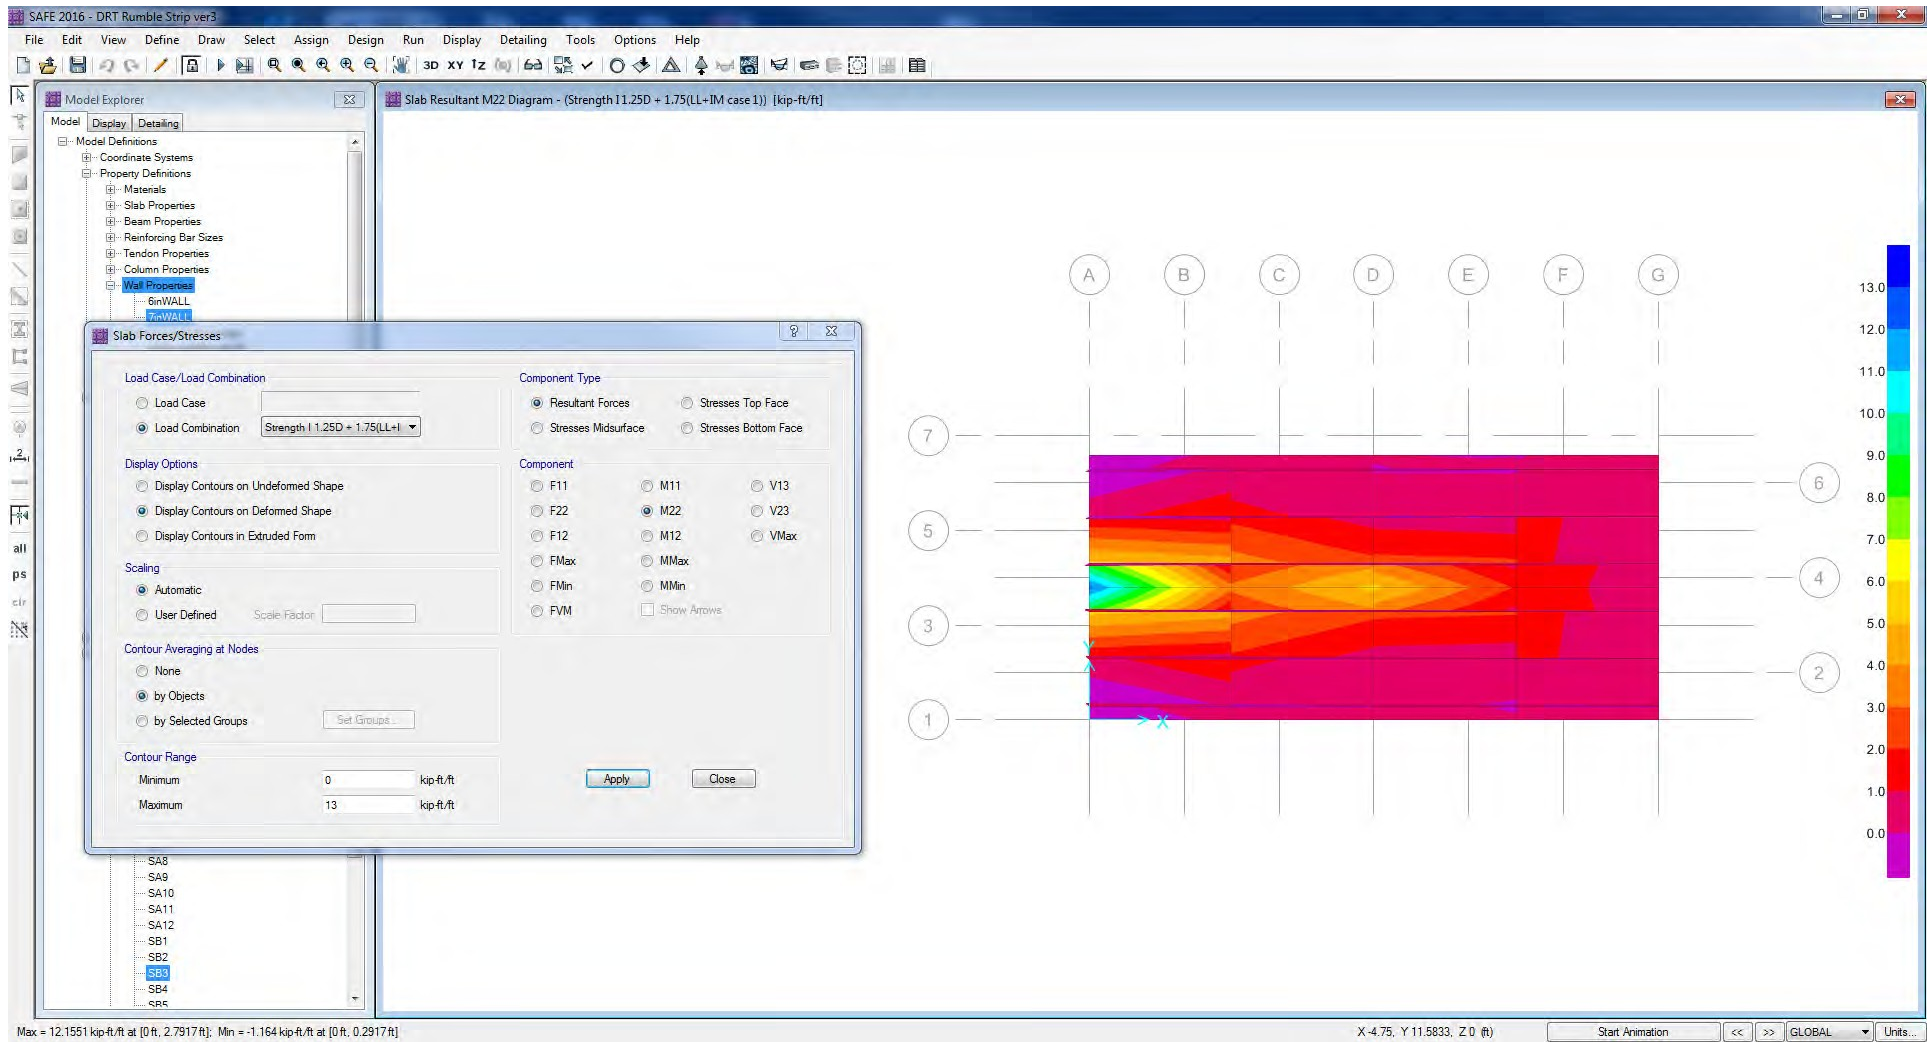 SAFE 2016 - DRT Rumble Strip ver3
File Edit View Define Draw Select Assign Design Run Display Detailing Tools Options Help
3D XY
Model Explorer
Model Display Detailing
Model Definitions
Coordinate Systems
Property Definitions
Materials
Slab Properties
Beam Properties
Reinforcing Bar Sizes
Tendon Properties
Column Properties
Wall Properties
6inWALL
7inWALL
all
ps
clr
Slab Forces/Stresses
Load Case/Load Combination
Load Case
Load Combination Strength I 1.25D + 1.75(LL+I
Display Options
Display Contours on Undeformed Shape
Display Contours on Deformed Shape
Display Contours in Extruded Form
Scaling
Automatic
User Defined Scale Factor
Contour Averaging at Nodes
None
by Objects
by Selected Groups Set Groups...
Contour Range
Minimum 0 kip-ft/ft
Maximum 13 kip-ft/ft
Component Type
Resultant Forces Stresses Top Face
Stresses Midsurface Stresses Bottom Face
Component
F11 M11 V13
F22 M22 V23
F12 M12 VMax
FMax MMax
FMin MMin
FVM Show Arrows
Apply Close
SA8
SA9
SA10
SA11
SA12
SB1
SB2
SB3
SB4
SB5
Slab Resultant M22 Diagram - (Strength I 1.25D + 1.75(LL+IM case 1)) [kip-ft/ft]
A B C D E F G
7
6
5
4
3
2
1
Y
X
13.0
12.0
11.0
10.0
9.0
8.0
7.0
6.0
5.0
4.0
3.0
2.0
1.0
0.0
Max = 12.1551 kip-ft/ft at [0 ft, 2.7917 ft]; Min = -1.164 kip-ft/ft at [0 ft, 0.2917 ft]
X -4.75, Y 11.5833, Z 0 (ft) Start Animation << >> GLOBAL Units...